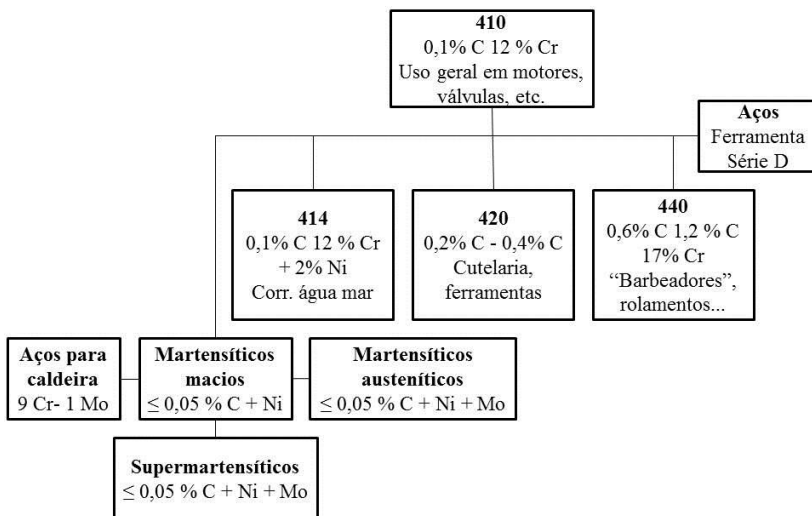 410
0,1% C 12 % Cr
Uso geral em motores,
válvulas, etc.
Aços
Ferramenta
Série D
414
0,1% C 12 % Cr
+ 2% Ni
Corr. água mar
420
0,2% C - 0,4% C
Cutelaria,
ferramentas
440
0,6% C 1,2 % C
17% Cr
“Barbeadores”,
rolamentos...
Aços para
caldeira
9 Cr- 1 Mo
Martensíticos
macios
≤ 0,05 % C + Ni
Martensíticos
austeníticos
≤ 0,05 % C + Ni + Mo
Supermartensíticos
≤ 0,05 % C + Ni + Mo